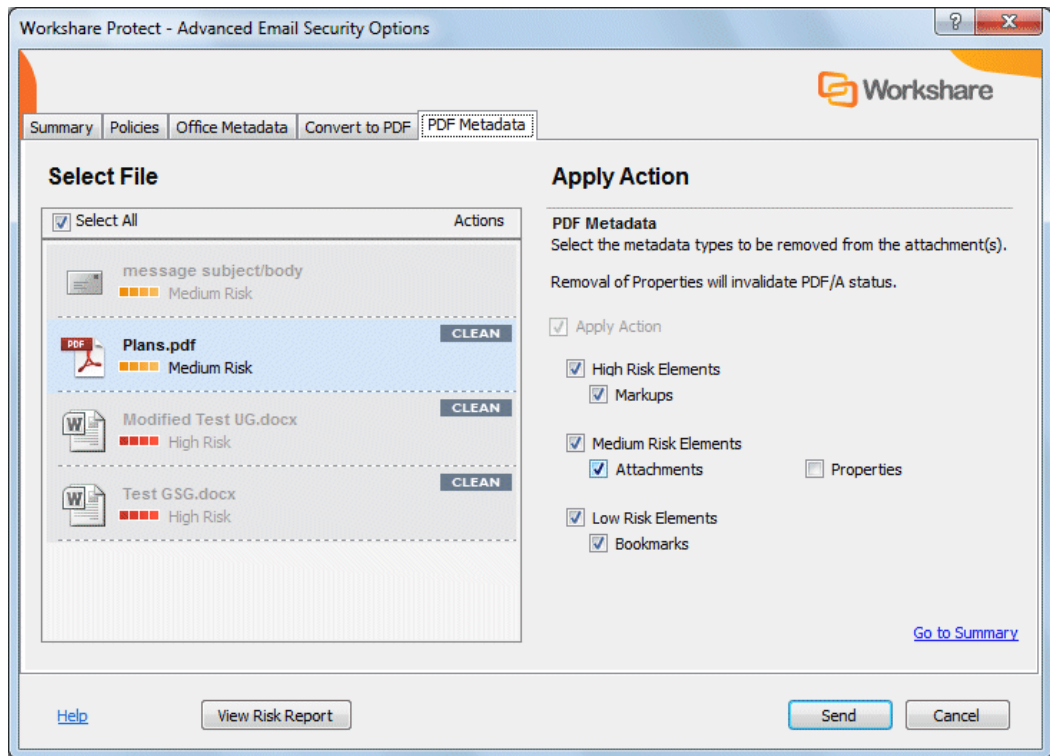 Workshare Protect - Advanced Email Security Options
?
Workshare
Summary Policies Office Metadata Convert to PDF PDF Metadata
Select File
Select All Actions
message subject/body
Medium Risk
CLEAN
PDF
Plans.pdf
Medium Risk
CLEAN
W
Modified Test UG.docx
High Risk
CLEAN
W
Test GSG.docx
High Risk
Apply Action
PDF Metadata
Select the metadata types to be removed from the attachment(s).
Removal of Properties will invalidate PDF/A status.
Apply Action
High Risk Elements
Markups
Medium Risk Elements
Attachments Properties
Low Risk Elements
Bookmarks
Go to Summary
Help View Risk Report Send Cancel